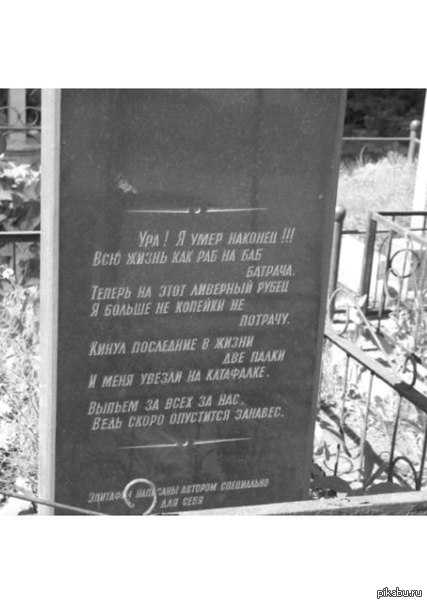 Ура! Я умер наконец!!!
Всю жизнь как раб на баб
батрача.
Теперь на этот ливерный рубец
Я больше не копейки не
потрачу.
Кинул последние в жизни
две палки
И меня увезли на катафалке.
Выпьем за всех за нас,
Ведь скоро опустится занавес.
написаны автором специально
для себя
pikabu.ru